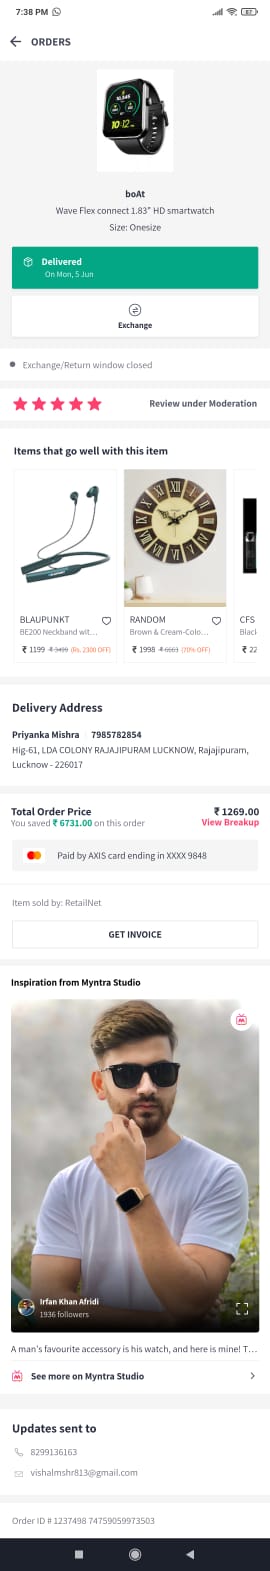 7:38 PM
67
ORDERS
boAt
Wave Flex connect 1.83" HD smartwatch
Size: Onesize
Delivered
On Mon, 5 Jun
Exchange
Exchange/Return window closed
Review under Moderation
Items that go well with this item
BLAUPUNKT
BE200 Neckband wit...
₹ 1199 ₹ 3499 (Rs. 2300 OFF)
RANDOM
Brown & Cream-Colo...
₹ 1998 ₹ 6663 (70% OFF)
CFS
Black
₹ 22
Delivery Address
Priyanka Mishra | 7985782854
Hig-61, LDA COLONY RAJAJIPURAM LUCKNOW, Rajajipuram,
Lucknow - 226017
Total Order Price ₹ 1269.00
You saved ₹ 6731.00 on this order View Breakup
Paid by AXIS card ending in XXXX 9848
Item sold by: RetailNet
GET INVOICE
Inspiration from Myntra Studio
Irfan Khan Afridi
1936 followers
A man's favourite accessory is his watch, and here is mine! T...
See more on Myntra Studio
Updates sent to
8299136163
vishalmshr813@gmail.com
Order ID # 1237498 74759059973503